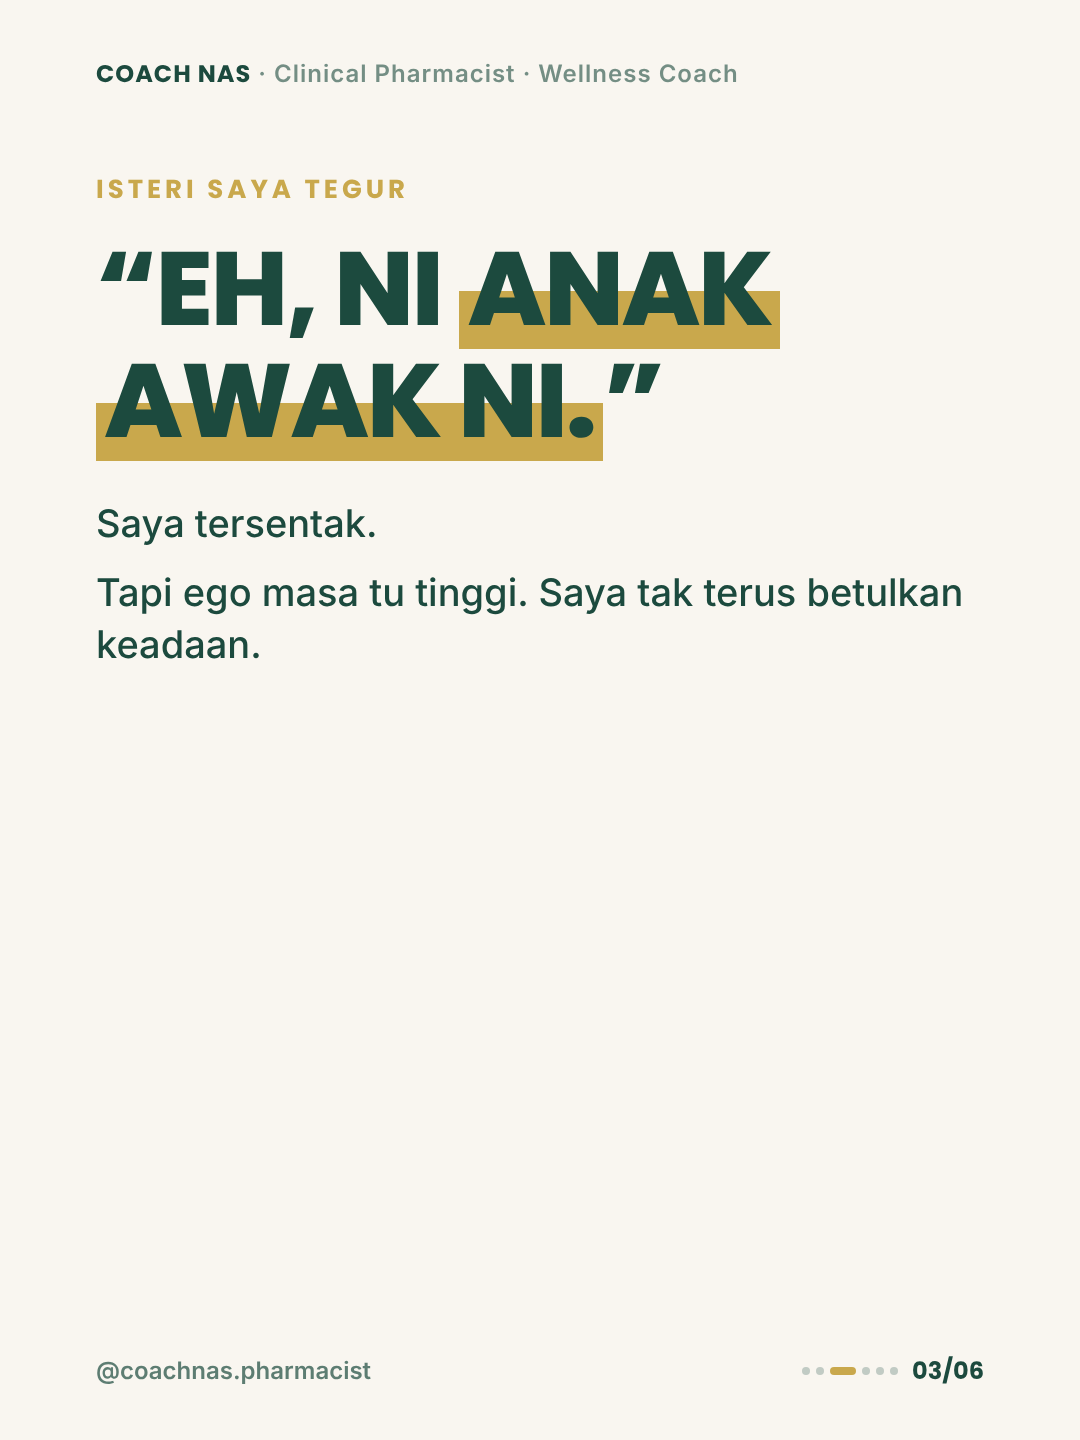 COACH NAS · Clinical Pharmacist · Wellness Coach
ISTERI SAYA TEGUR
“EH, NI ANAK
AWAK NI.”
Saya tersentak.
Tapi ego masa tu tinggi. Saya tak terus betulkan
keadaan.
@coachnas.pharmacist
03/06